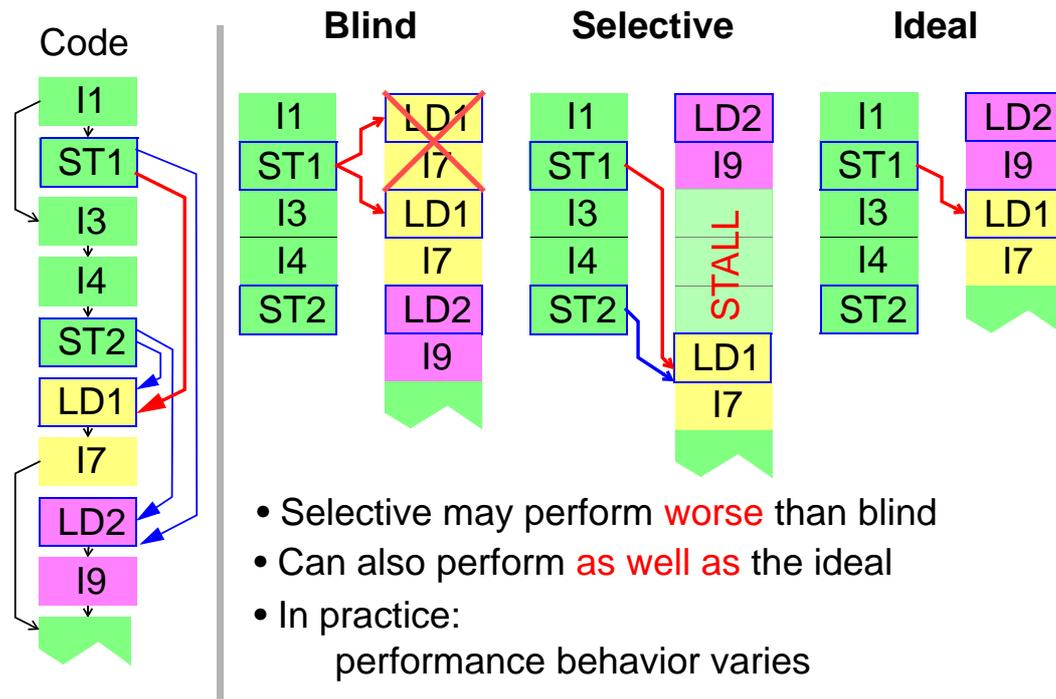 Code
I1
ST1
I3
I4
ST2
LD1
I7
LD2
I9
Blind
I1
ST1
I3
I4
ST2
LD1
I7
LD1
I7
LD2
I9
Selective
I1
ST1
I3
I4
ST2
LD2
I9
STALL
LD1
I7
Ideal
I1
ST1
I3
I4
ST2
LD2
I9
LD1
I7
• Selective may perform worse than blind
• Can also perform as well as the ideal
• In practice:
performance behavior varies